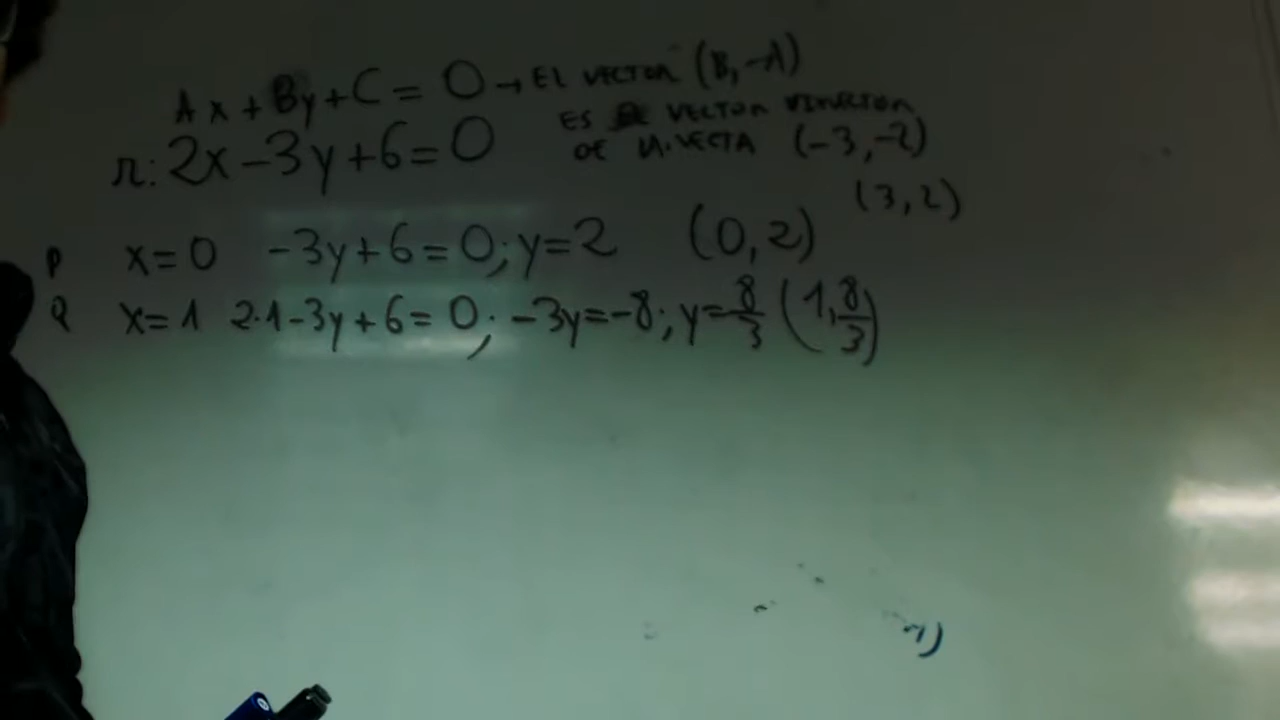 Ax + By + C = 0 → EL VECTOR (B, -A)
ES VECTOR DIRECTOR
r: 2x - 3y + 6 = 0 DE LA RECTA (-3, -2)
(3, 2)
P x = 0 -3y + 6 = 0; y = 2 (0, 2)
Q x = 1 2·1 - 3y + 6 = 0; -3y = -8; y = 8/3 (1, 8/3)